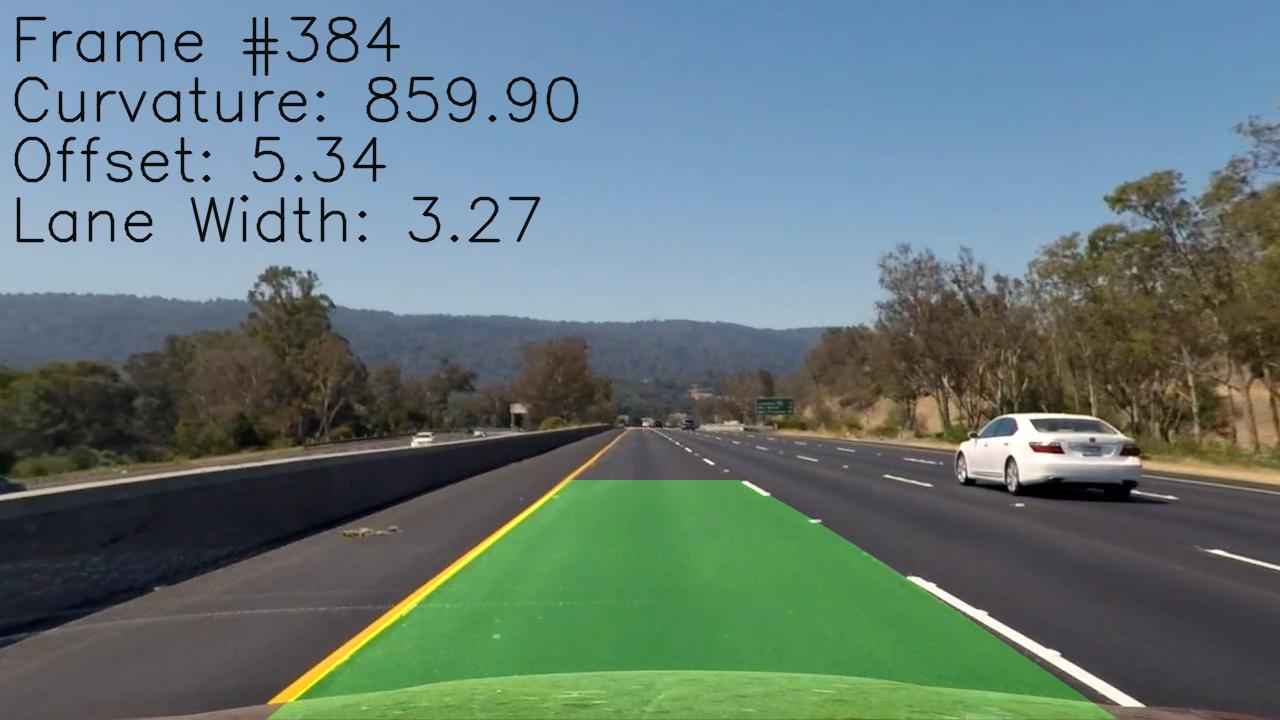 Frame #384
Curvature: 859.90
Offset: 5.34
Lane Width: 3.27